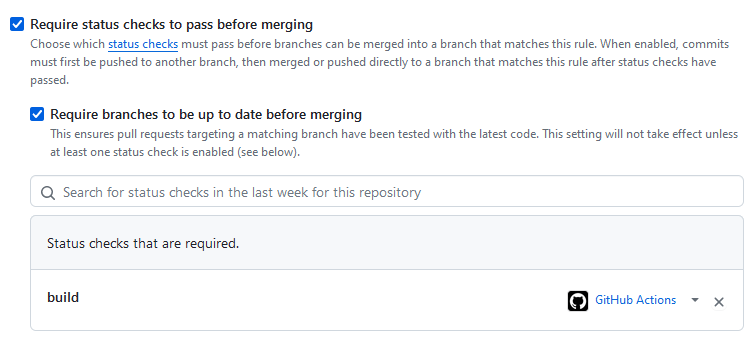 Require status checks to pass before merging
Choose which status checks must pass before branches can be merged into a branch that matches this rule. When enabled, commits
must first be pushed to another branch, then merged or pushed directly to a branch that matches this rule after status checks have
passed.
Require branches to be up to date before merging
This ensures pull requests targeting a matching branch have been tested with the latest code. This setting will not take effect unless
at least one status check is enabled (see below).
Search for status checks in the last week for this repository
Status checks that are required.
build
GitHub Actions